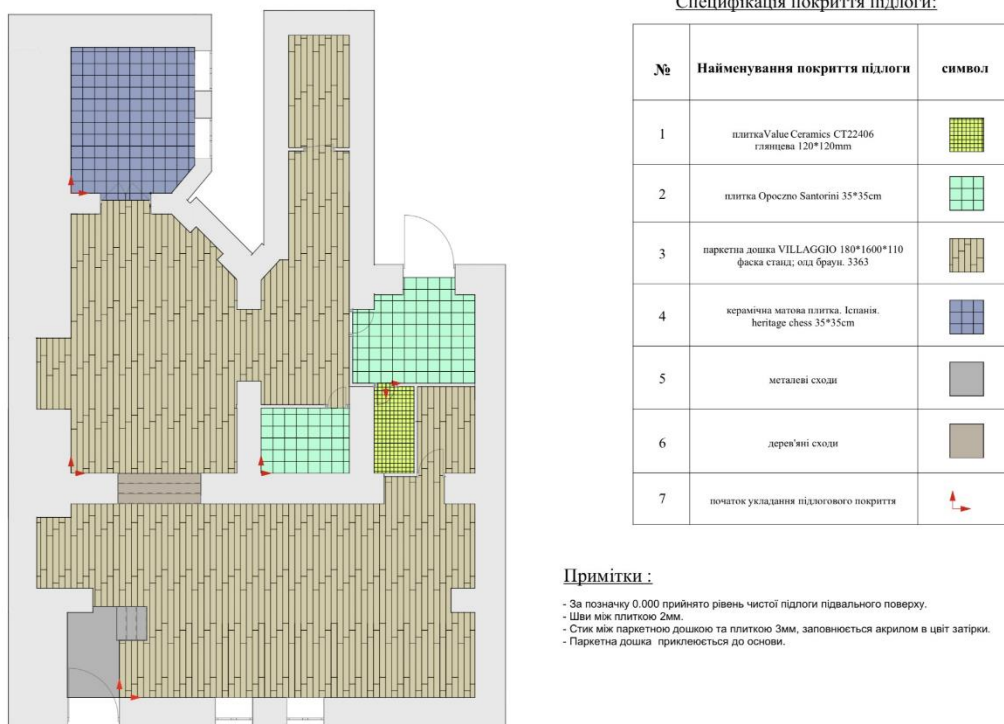 Специфікація покриття підлоги:
№ Найменування покриття підлоги символ
1 плиткаValue Ceramics CT22406
глянцева 120*120mm
2 плитка Opoczno Santorini 35*35cm
3 паркетна дошка VILLAGGIO 180*1600*110
фаска станд; олд браун. 3363
4 керамічна матова плитка. Іспанія.
heritage chess 35*35cm
5 металеві сходи
6 дерев'яні сходи
7 початок укладання підлогового покриття
Примітки :
- За позначку 0.000 прийнято рівень чистої підлоги підвального поверху.
- Шви між плиткою 2мм.
- Стик між паркетною дошкою та плиткою 3мм, заповнюється акрилом в цвіт затірки.
- Паркетна дошка приклеюється до основи.